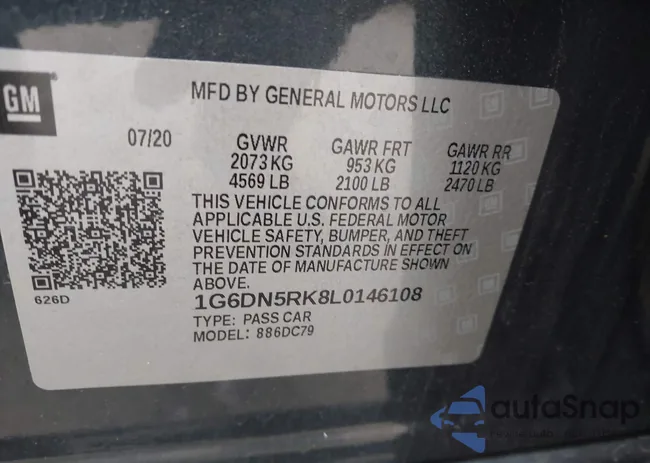 GM
MFD BY GENERAL MOTORS LLC
07/20 GVWR GAWR FRT GAWR RR
2073 KG 953 KG 1120 KG
4569 LB 2100 LB 2470 LB
THIS VEHICLE CONFORMS TO ALL
APPLICABLE U.S. FEDERAL MOTOR
VEHICLE SAFETY, BUMPER, AND THEFT
PREVENTION STANDARDS IN EFFECT ON
THE DATE OF MANUFACTURE SHOWN
ABOVE.
626D
1G6DN5RK8L0146108
TYPE: PASS CAR
MODEL: 886DC79
autoSnap